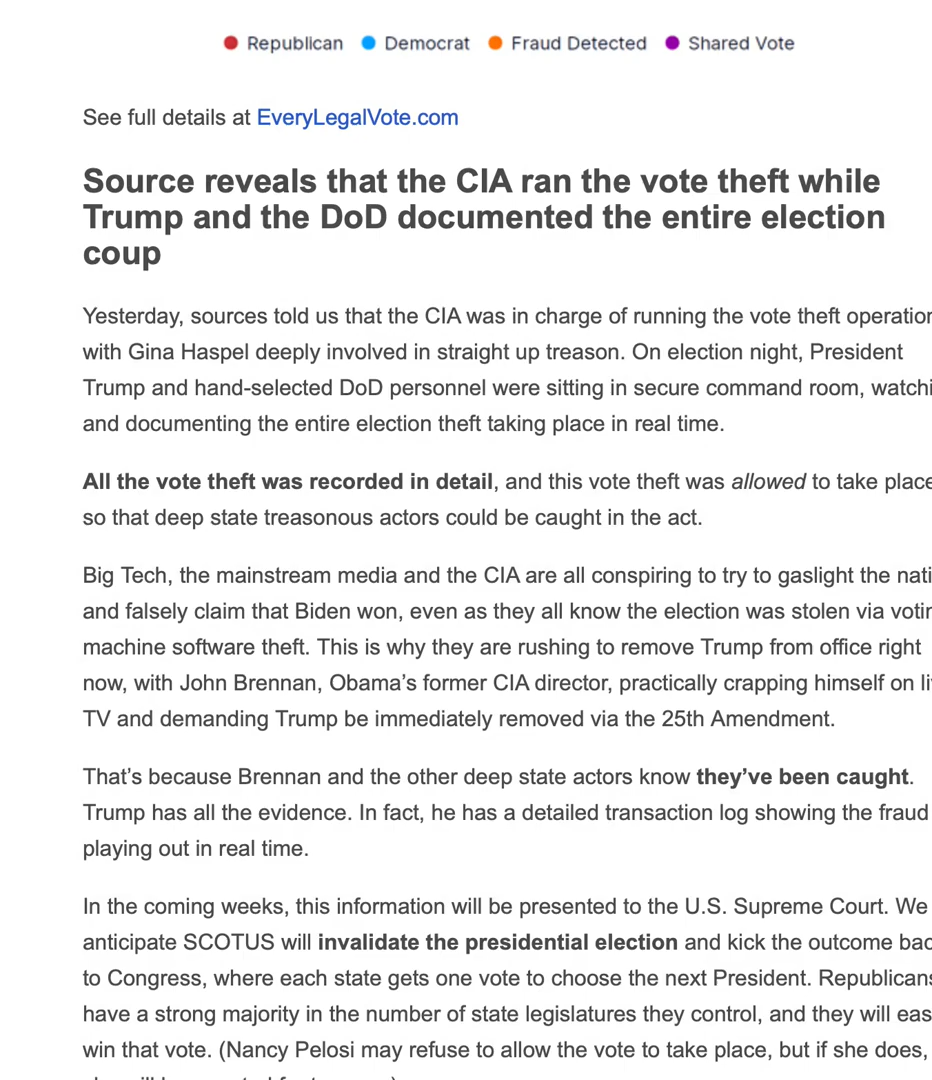 Republican Democrat Fraud Detected Shared Vote
See full details at EveryLegalVote.com
Source reveals that the CIA ran the vote theft while
Trump and the DoD documented the entire election
coup
Yesterday, sources told us that the CIA was in charge of running the vote theft operation
with Gina Haspel deeply involved in straight up treason. On election night, President
Trump and hand-selected DoD personnel were sitting in secure command room, watchi
and documenting the entire election theft taking place in real time.
All the vote theft was recorded in detail, and this vote theft was allowed to take place
so that deep state treasonous actors could be caught in the act.
Big Tech, the mainstream media and the CIA are all conspiring to try to gaslight the nati
and falsely claim that Biden won, even as they all know the election was stolen via votin
machine software theft. This is why they are rushing to remove Trump from office right
now, with John Brennan, Obama’s former CIA director, practically crapping himself on li
TV and demanding Trump be immediately removed via the 25th Amendment.
That’s because Brennan and the other deep state actors know they’ve been caught.
Trump has all the evidence. In fact, he has a detailed transaction log showing the fraud
playing out in real time.
In the coming weeks, this information will be presented to the U.S. Supreme Court. We
anticipate SCOTUS will invalidate the presidential election and kick the outcome bac
to Congress, where each state gets one vote to choose the next President. Republicans
have a strong majority in the number of state legislatures they control, and they will eas
win that vote. (Nancy Pelosi may refuse to allow the vote to take place, but if she does,